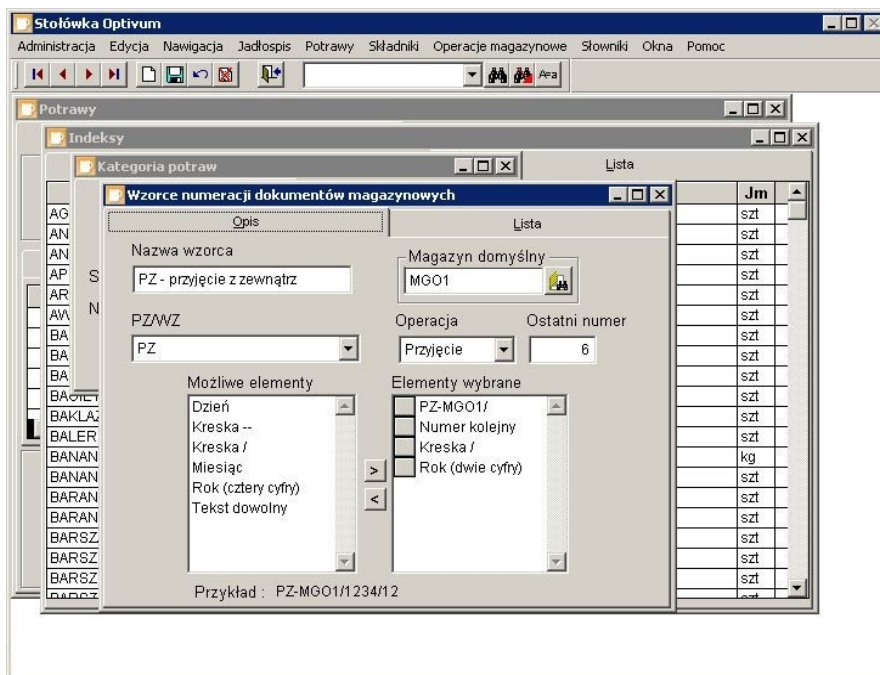 Stołówka Optivum
Administracja Edycja Nawigacja Jadłospis Potrawy Składniki Operacje magazynowe Słowniki Okna Pomoc
A=a
Potrawy
Indeksy
Kategoria potraw
Lista
Wzorce numeracji dokumentów magazynowych
Jm
Opis Lista
Nazwa wzorca
Magazyn domyślny
PZ - przyjęcie z zewnątrz
MGO1
PZ/WZ
Operacja
Ostatni numer
PZ
Przyjęcie
6
Możliwe elementy
Dzień
Kreska --
Kreska /
Miesiąc
Rok (cztery cyfry)
Tekst dowolny
>
<
Elementy wybrane
PZ-MGO1/
Numer kolejny
Kreska /
Rok (dwie cyfry)
Przykład : PZ-MGO1/1234/12
S
N
AG
AN
AN
AP
AR
AW
BA
BA
BA
BAKLAŻ
BALER
BANAN
BANAN
BARAN
BARAN
BARSZ
BARSZ
BARSZ
szt
szt
szt
szt
szt
szt
szt
szt
szt
szt
szt
szt
kg
szt
szt
szt
szt
szt
szt